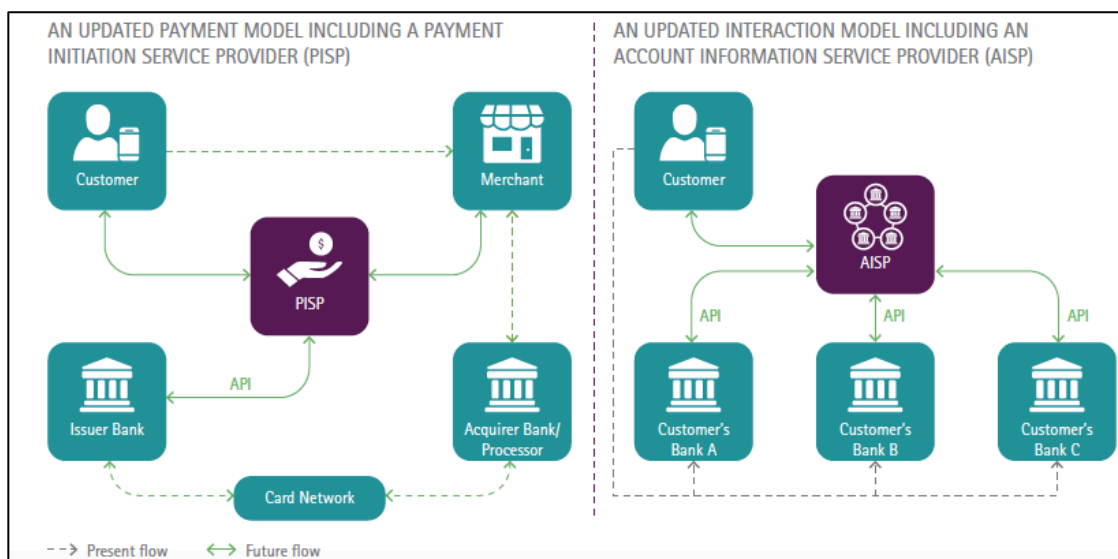 AN UPDATED PAYMENT MODEL INCLUDING A PAYMENT
INITIATION SERVICE PROVIDER (PISP)
Customer
Merchant
$
PISP
API
Issuer Bank
Acquirer Bank/
Processor
Card Network
Present flow
Future flow
AN UPDATED INTERACTION MODEL INCLUDING AN
ACCOUNT INFORMATION SERVICE PROVIDER (AISP)
Customer
AISP
API
API
API
Customer's
Bank A
Customer's
Bank B
Customer's
Bank C